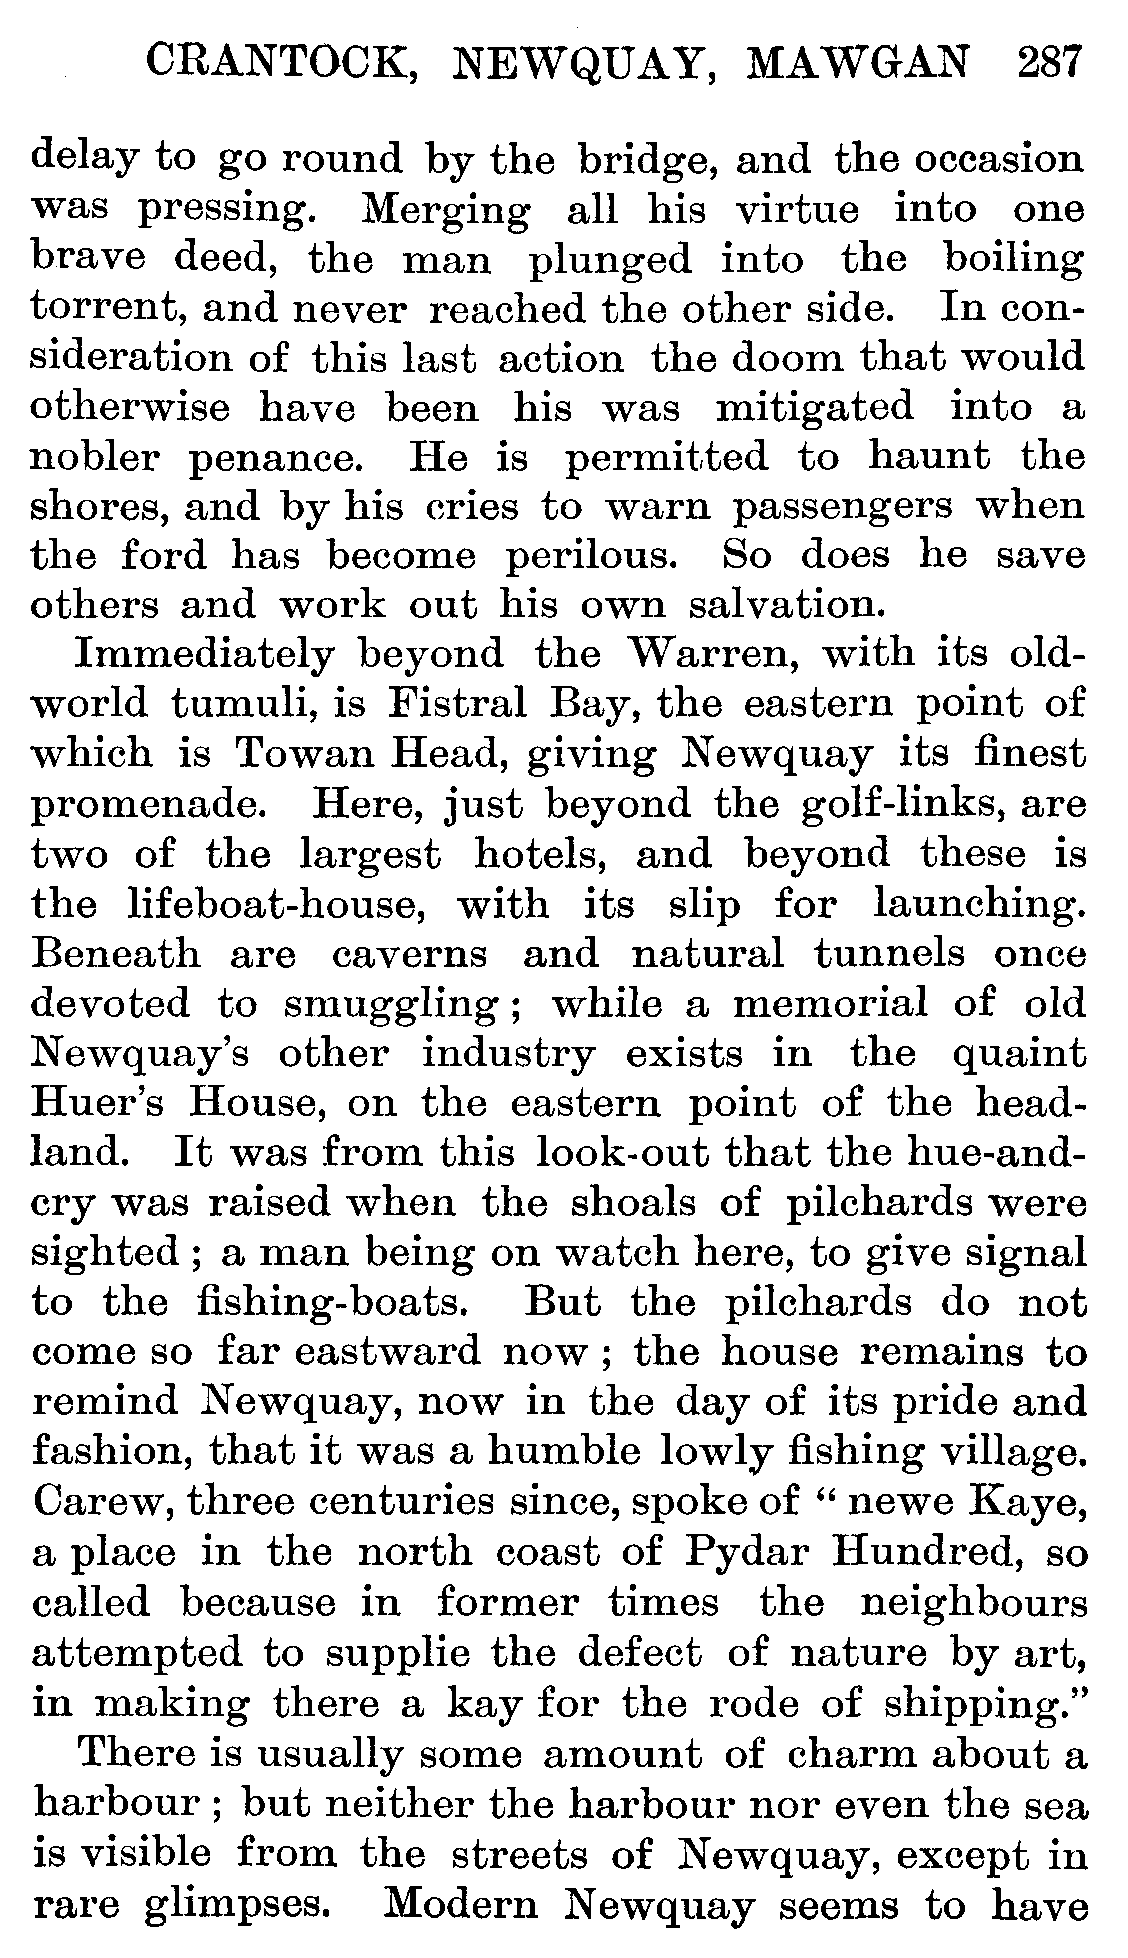 CRANTOCK, NEWQUAY, MAWGAN 287
delay to go round by the bridge, and the occasion
was pressing. Merging all his virtue into one
brave deed, the man plunged into the boiling
torrent, and never reached the other side. In con-
sideration of this last action the doom that would
otherwise have been his was mitigated into a
nobler penance. He is permitted to haunt the
shores, and by his cries to warn passengers when
the ford has become perilous. So does he save
others and work out his own salvation.
Immediately beyond the Warren, with its old-
world tumuli, is Fistral Bay, the eastern point of
which is Towan Head, giving Newquay its finest
promenade. Here, just beyond the golf-links, are
two of the largest hotels, and beyond these is
the lifeboat-house, with its slip for launching.
Beneath are caverns and natural tunnels once
devoted to smuggling ; while a memorial of old
Newquay's other industry exists in the quaint
Huer's House, on the eastern point of the head-
land. It was from this look-out that the hue-and-
cry was raised when the shoals of pilchards were
sighted ; a man being on watch here, to give signal
to the fishing-boats. But the pilchards do not
come so far eastward now ; the house remains to
remind Newquay, now in the day of its pride and
fashion, that it was a humble lowly fishing village.
Carew, three centuries since, spoke of “ newe Kaye,
a place in the north coast of Pydar Hundred, so
called because in former times the neighbours
attempted to supplie the defect of nature by art,
in making there a kay for the rode of shipping.”
There is usually some amount of charm about a
harbour ; but neither the harbour nor even the sea
is visible from the streets of Newquay, except in
rare glimpses. Modern Newquay seems to have